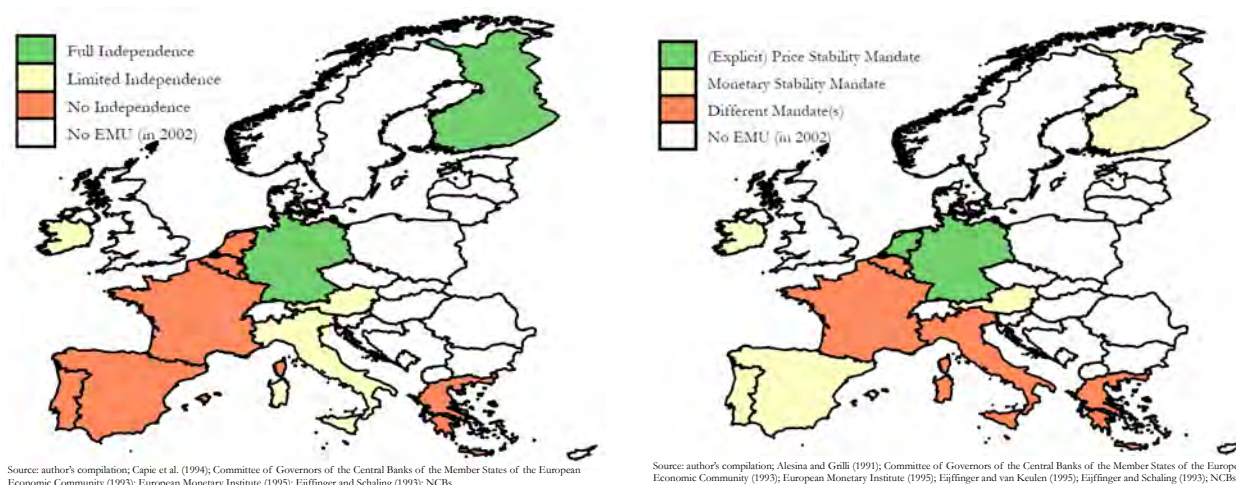 Full Independence
Limited Independence
No Independence
No EMU (in 2002)
Source: author's compilation; Capie et al. (1994); Committee of Governors of the Central Banks of the Member States of the European
Economic Community (1993); European Monetary Institute (1995); Eijffinger and Schaling (1993); NCBs
(Explicit) Price Stability Mandate
Monetary Stability Mandate
Different Mandate(s)
No EMU (in 2002)
Source: author's compilation; Alesina and Grilli (1991); Committee of Governors of the Central Banks of the Member States of the Europe
Economic Community (1993); European Monetary Institute (1995); Eijffinger and van Keulen (1995); Eijffinger and Schaling (1993); NCBs